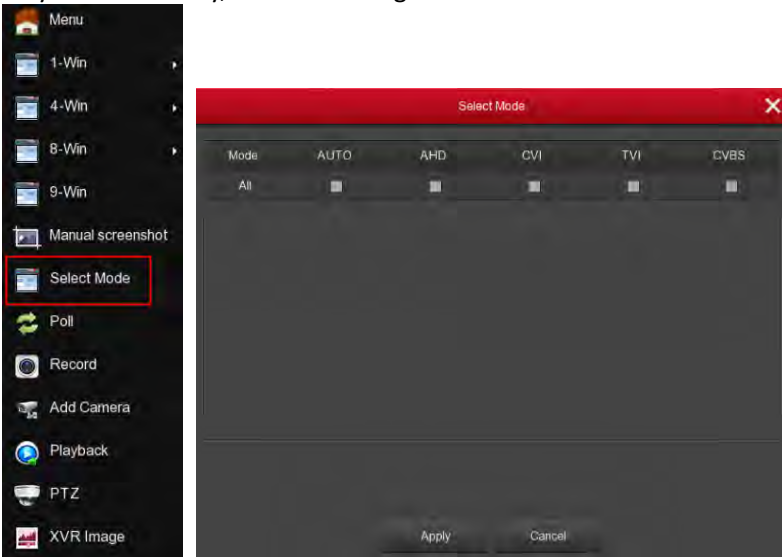 Menu
1-Win
4-Win
8-Win
9-Win
Manual screenshot
Select Mode
Poll
Record
Add Camera
Playback
PTZ
XVR Image
Select Mode
Mode AUTO AHD CVI TVI CVBS
All
Apply Cancel